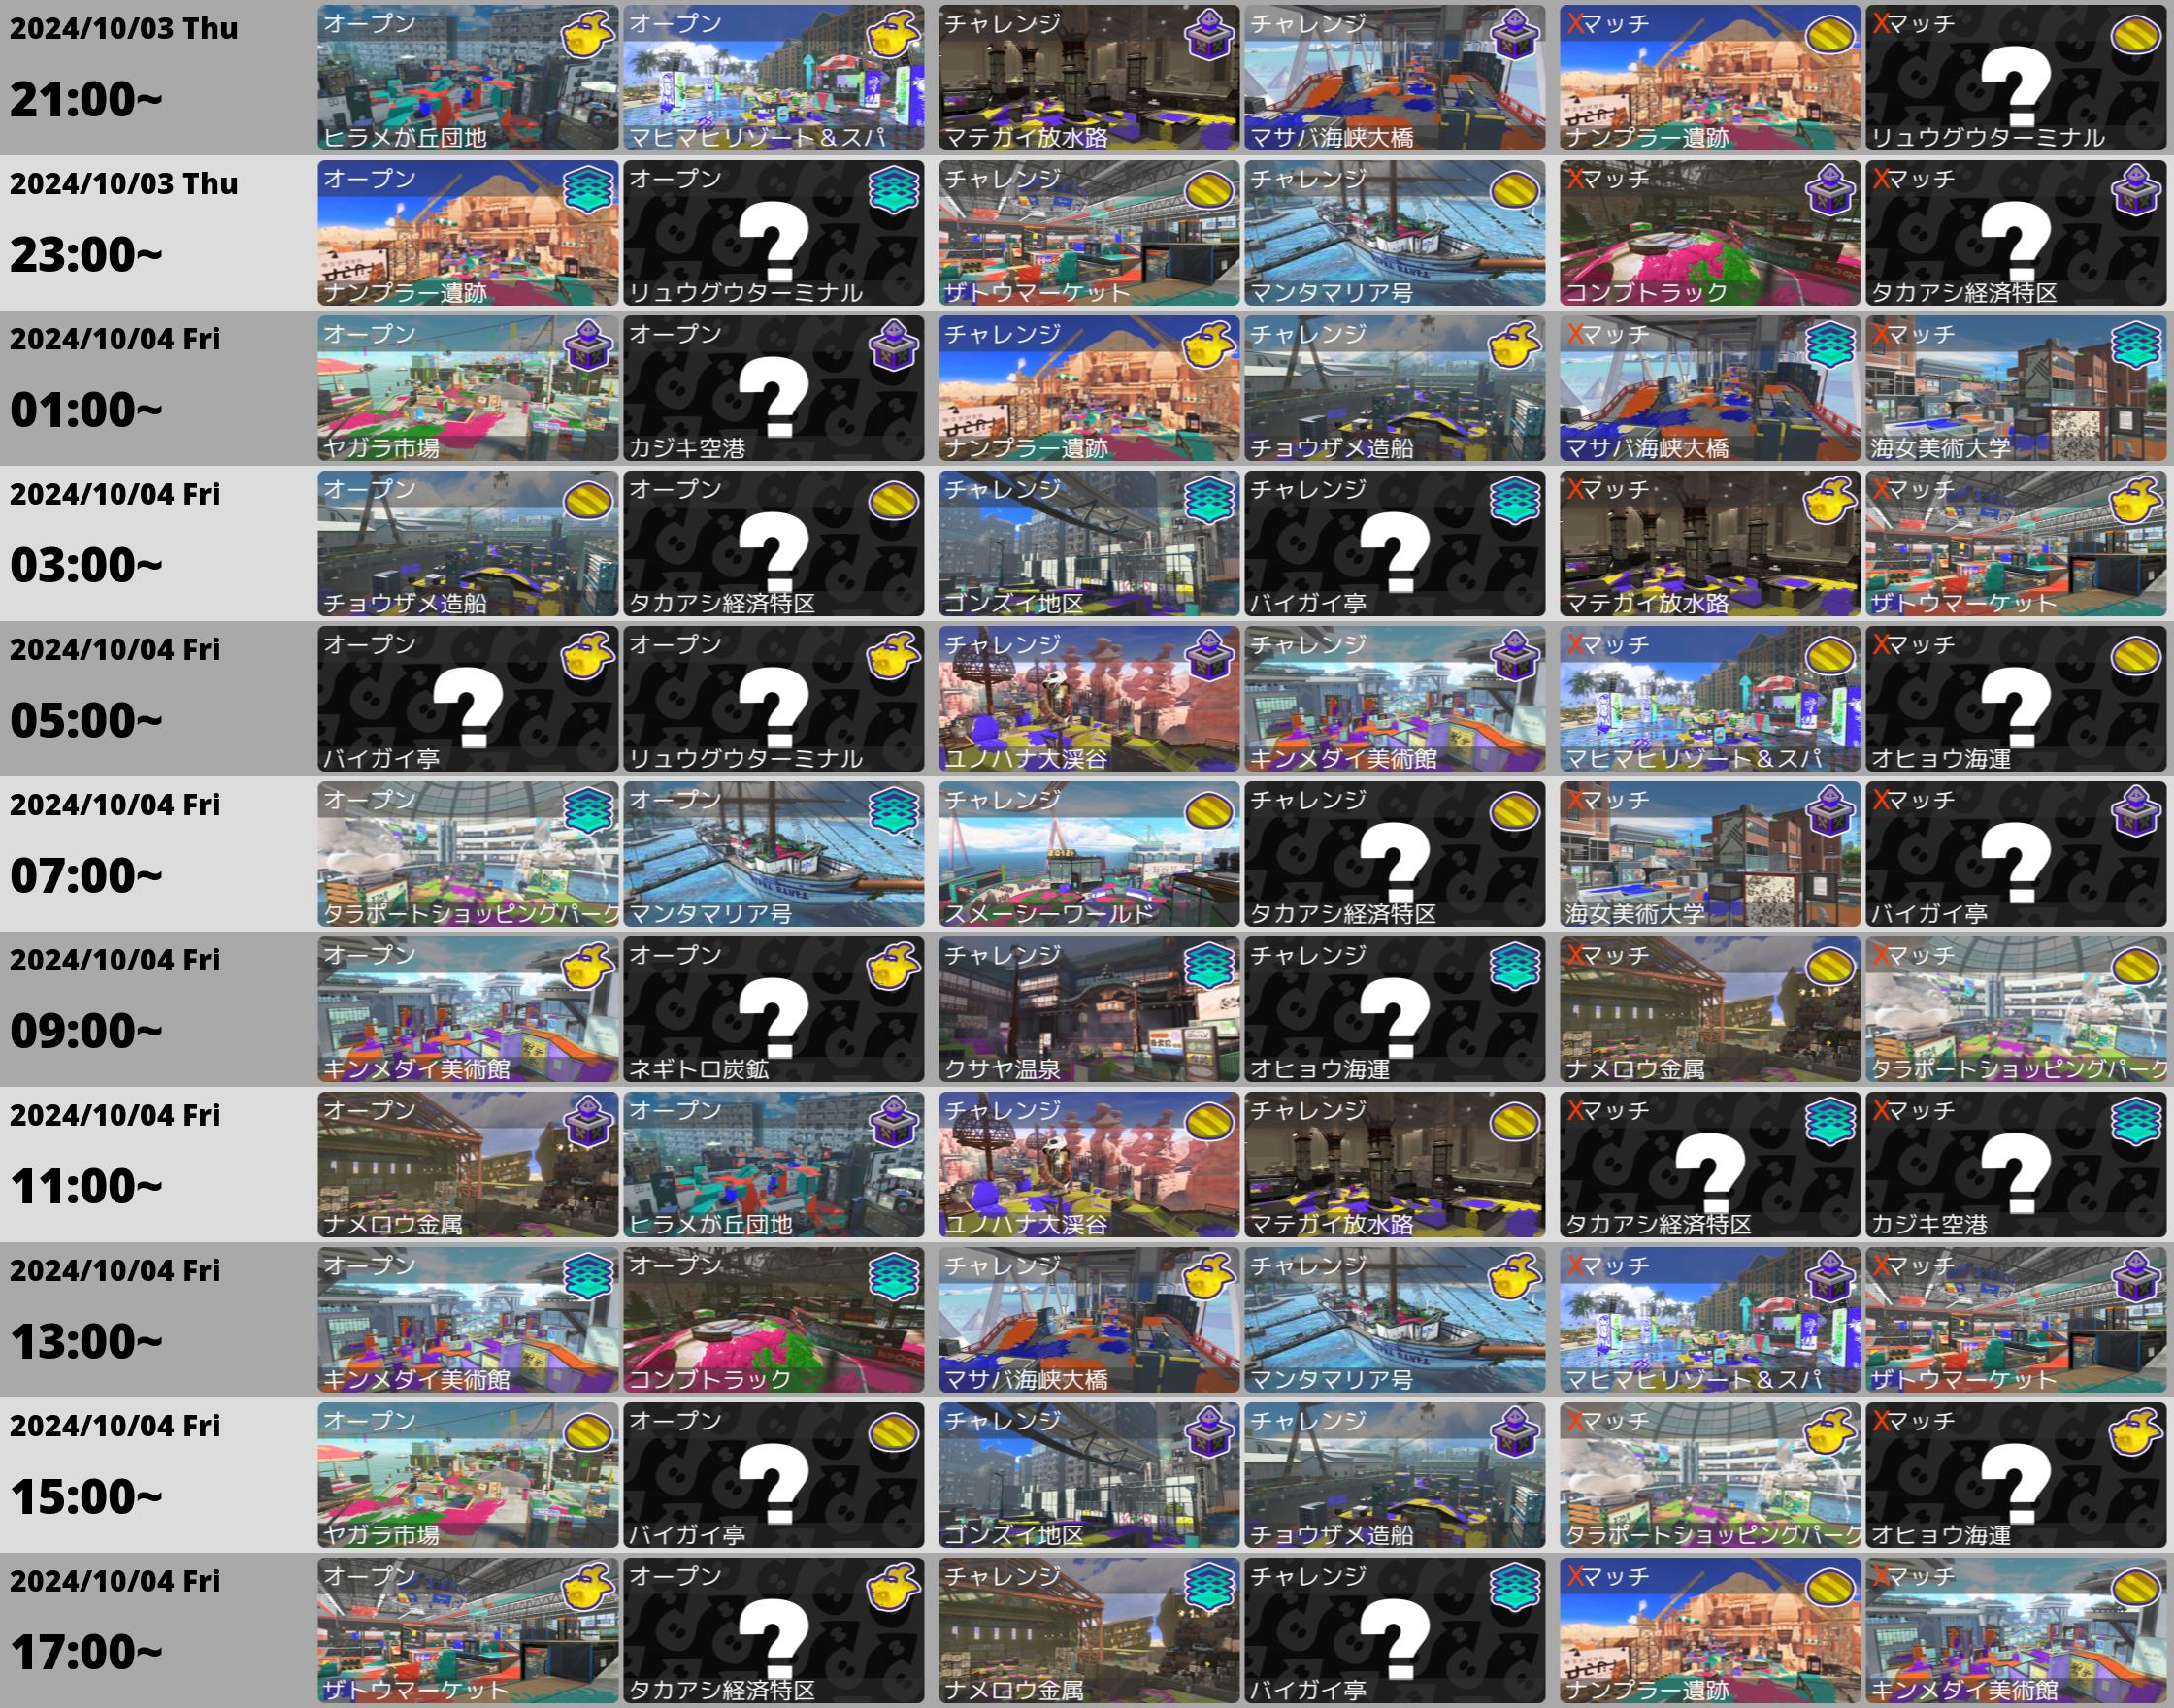 2024/10/03 Thu
21:00~
オープン
ヒラメが丘団地
オープン
マヒマヒリゾート＆スパ
チャレンジ
マテガイ放水路
チャレンジ
マサバ海峡大橋
Xマッチ
ナンプラー遺跡
Xマッチ
リュウグウターミナル
2024/10/03 Thu
23:00~
オープン
ナンプラー遺跡
オープン
リュウグウターミナル
チャレンジ
ザトウマーケット
チャレンジ
マンタマリア号
Xマッチ
コンブトラック
Xマッチ
タカアシ経済特区
2024/10/04 Fri
01:00~
オープン
ヤガラ市場
オープン
カジキ空港
チャレンジ
ナンプラー遺跡
チャレンジ
チョウザメ造船
Xマッチ
マサバ海峡大橋
Xマッチ
海女美術大学
2024/10/04 Fri
03:00~
オープン
チョウザメ造船
オープン
タカアシ経済特区
チャレンジ
ゴンズイ地区
チャレンジ
バイガイ亭
Xマッチ
マテガイ放水路
Xマッチ
ザトウマーケット
2024/10/04 Fri
05:00~
オープン
バイガイ亭
オープン
リュウグウターミナル
チャレンジ
ユノハナ大渓谷
チャレンジ
キンメダイ美術館
Xマッチ
マヒマヒリゾート＆スパ
Xマッチ
オヒョウ海運
2024/10/04 Fri
07:00~
オープン
タラポートショッピングパーク
オープン
マンタマリア号
チャレンジ
スメーシーワールド
チャレンジ
タカアシ経済特区
Xマッチ
海女美術大学
Xマッチ
バイガイ亭
2024/10/04 Fri
09:00~
オープン
キンメダイ美術館
オープン
ネギトロ炭鉱
チャレンジ
クサヤ温泉
チャレンジ
オヒョウ海運
Xマッチ
ナメロウ金属
Xマッチ
タラポートショッピングパーク
2024/10/04 Fri
11:00~
オープン
ナメロウ金属
オープン
ヒラメが丘団地
チャレンジ
ユノハナ大渓谷
チャレンジ
マテガイ放水路
Xマッチ
タカアシ経済特区
Xマッチ
カジキ空港
2024/10/04 Fri
13:00~
オープン
キンメダイ美術館
オープン
コンブトラック
チャレンジ
マサバ海峡大橋
チャレンジ
マンタマリア号
Xマッチ
マヒマヒリゾート＆スパ
Xマッチ
ザトウマーケット
2024/10/04 Fri
15:00~
オープン
ヤガラ市場
オープン
バイガイ亭
チャレンジ
ゴンズイ地区
チャレンジ
チョウザメ造船
Xマッチ
タラポートショッピングパーク
Xマッチ
オヒョウ海運
2024/10/04 Fri
17:00~
オープン
ザトウマーケット
オープン
タカアシ経済特区
チャレンジ
ナメロウ金属
チャレンジ
バイガイ亭
Xマッチ
ナンプラー遺跡
Xマッチ
キンメダイ美術館